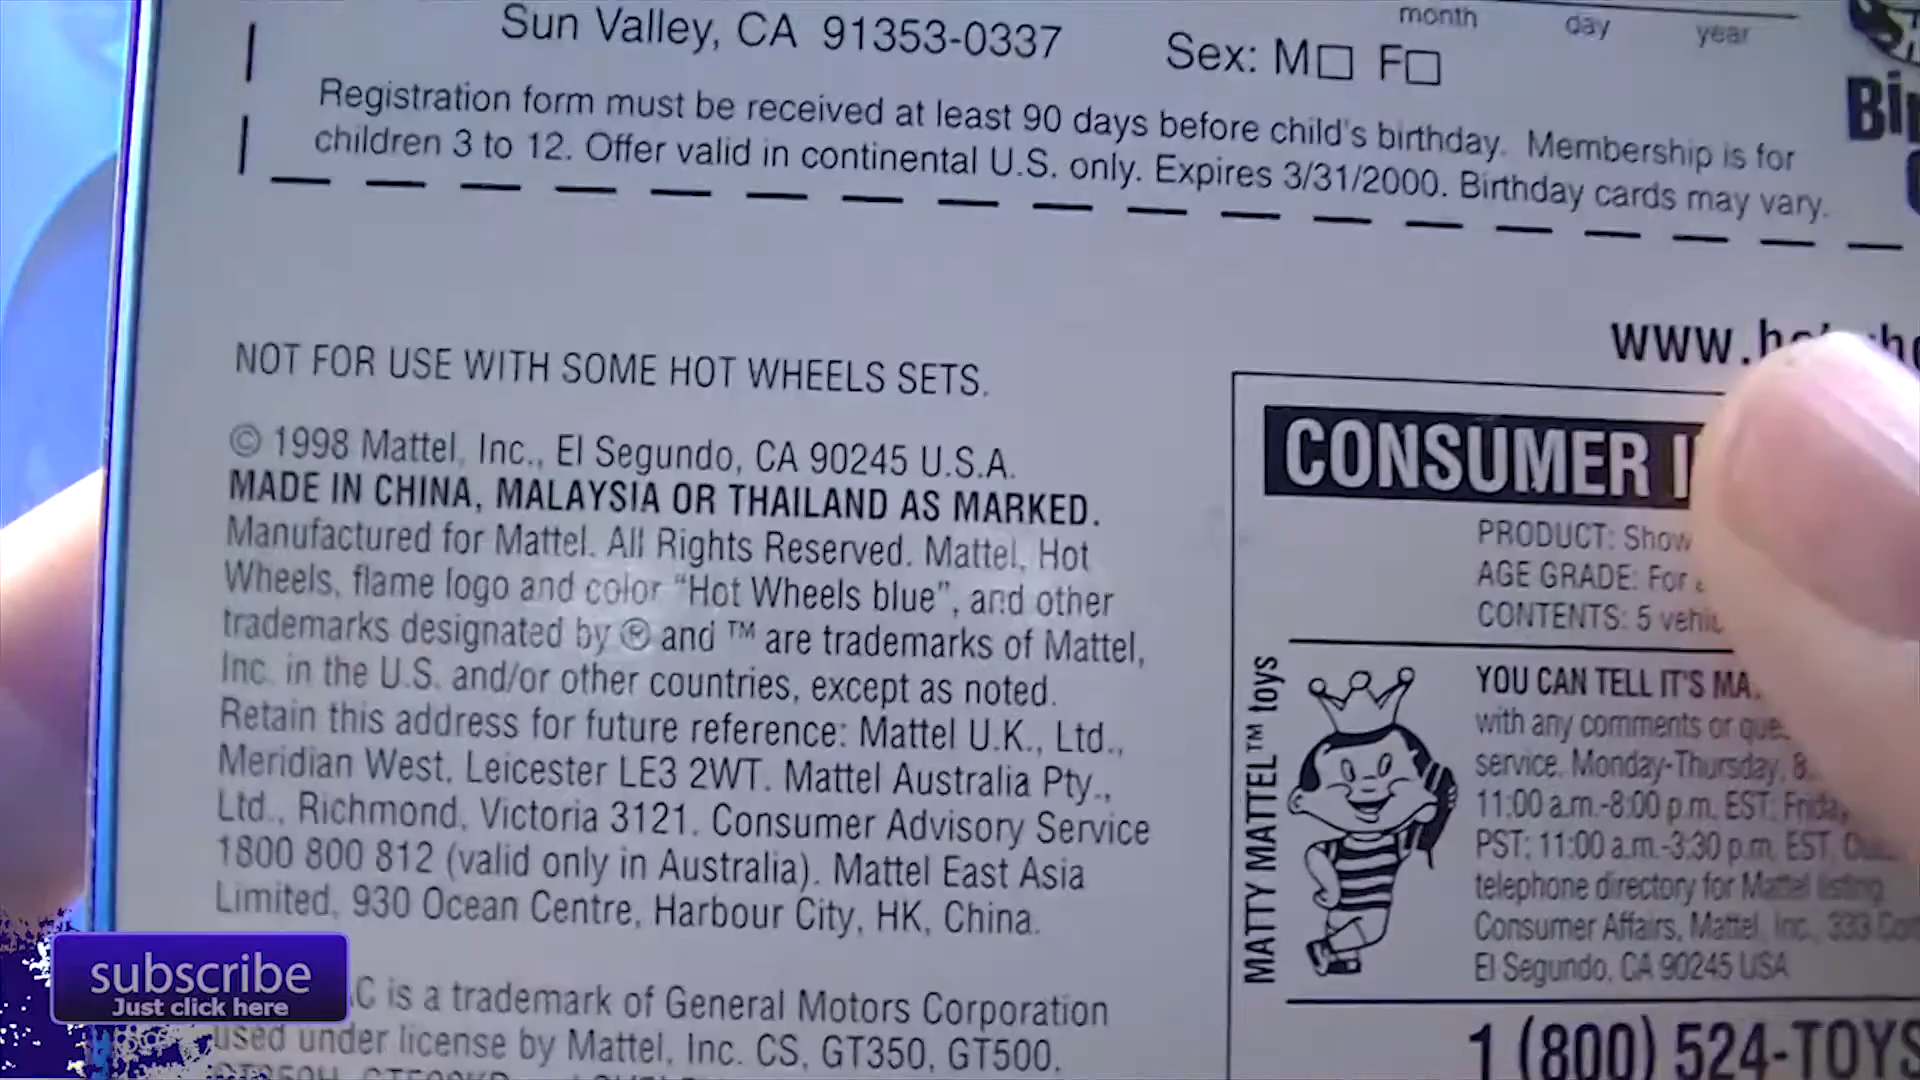 month day year
Sun Valley, CA 91353-0337
Sex: M□ F□
Registration form must be received at least 90 days before child's birthday. Membership is for
children 3 to 12. Offer valid in continental U.S. only. Expires 3/31/2000. Birthday cards may vary.
NOT FOR USE WITH SOME HOT WHEELS SETS.
© 1998 Mattel, Inc., El Segundo, CA 90245 U.S.A.
MADE IN CHINA, MALAYSIA OR THAILAND AS MARKED.
Manufactured for Mattel. All Rights Reserved. Mattel, Hot
Wheels, flame logo and color "Hot Wheels blue", and other
trademarks designated by ® and ™ are trademarks of Mattel,
Inc. in the U.S. and/or other countries, except as noted.
Retain this address for future reference: Mattel U.K., Ltd.,
Meridian West, Leicester LE3 2WT. Mattel Australia Pty.,
Ltd., Richmond, Victoria 3121. Consumer Advisory Service
1800 800 812 (valid only in Australia). Mattel East Asia
Limited, 930 Ocean Centre, Harbour City, HK, China.
is a trademark of General Motors Corporation
used under license by Mattel, Inc. CS, GT350, GT500,
www.
CONSUMER
PRODUCT: Show
AGE GRADE: For
CONTENTS: 5
MATTY MATTEL™ toys
YOU CAN TELL IT'S
with any comments or
service, Monday-Thursday,
11:00 a.m.-8:00 p.m. EST;
PST; 11:00 a.m.-3:30 p.m. EST.
telephone directory for Mattel listing
Consumer Affairs, Mattel, Inc., 333
El Segundo, CA 90245 USA
1 (800) 524-TOYS
subscribe
Just click here